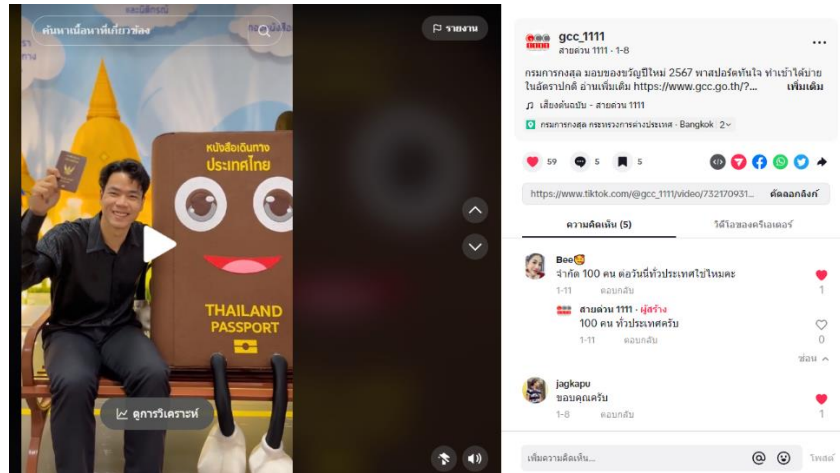 ค้นหาเนื้อหาที่เกี่ยวข้อง
รายงาน
หนังสือเดินทาง
ประเทศไทย
THAILAND
PASSPORT
ดูการวิเคราะห์
gcc_1111
สายด่วน 1111 · 1-8
กรมการกงสุล มอบของขวัญปีใหม่ 2567 พาสปอร์ตทันใจ ทำเช้าได้บ่าย
ในอัตราปกติ อ่านเพิ่มเติม https://www.gcc.go.th/?... เพิ่มเติม
เสียงต้นฉบับ - สายด่วน 1111
กรมการกงสุล กระทรวงการต่างประเทศ · Bangkok 2
59 5 5
https://www.tiktok.com/@gcc_1111/video/732170931... คัดลอกลิงก์
ความคิดเห็น (5) วิดีโอของครีเอเตอร์
Bee
จำกัด 100 คน ต่อวันนี่ทั่วประเทศใช่ไหมคะ
1-11 ตอบกลับ 1
สายด่วน 1111 · ผู้สร้าง
100 คน ทั่วประเทศครับ
1-11 ตอบกลับ 0
ซ่อน
jagkapu
ขอบคุณครับ
1-8 ตอบกลับ 1
เพิ่มความคิดเห็น... โพสต์